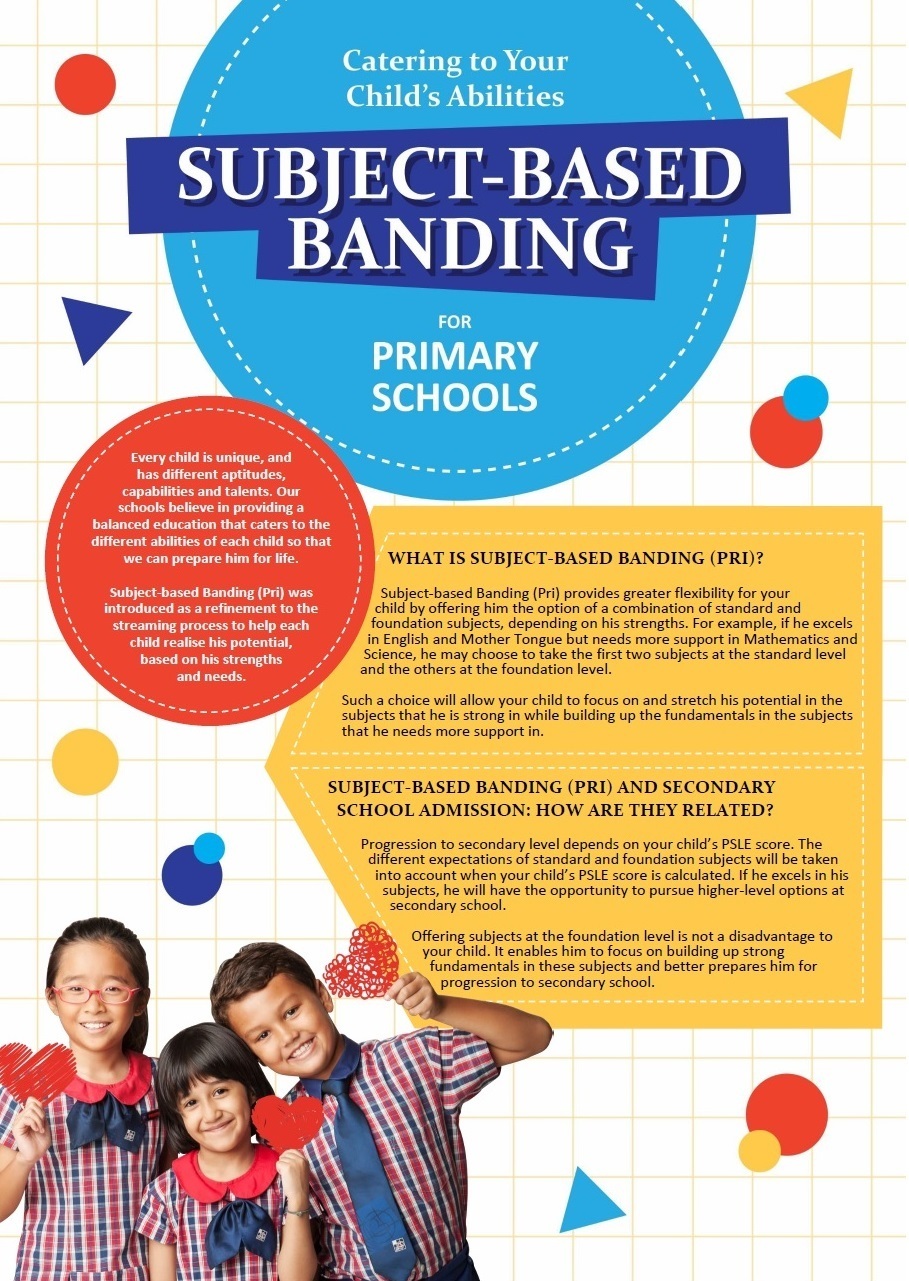 Catering to Your
Child's Abilities
SUBJECT-BASED
BANDING
FOR
PRIMARY
SCHOOLS
Every child is unique, and
has different aptitudes,
capabilities and talents. Our
schools believe in providing a
balanced education that caters to the
different abilities of each child so that
we can prepare him for life.
Subject-based Banding (Pri) was
introduced as a refinement to the
streaming process to help each
child realise his potential,
based on his strengths
and needs.
WHAT IS SUBJECT-BASED BANDING (PRI)?
Subject-based Banding (Pri) provides greater flexibility for your
child by offering him the option of a combination of standard and
foundation subjects, depending on his strengths. For example, if he excels
in English and Mother Tongue but needs more support in Mathematics and
Science, he may choose to take the first two subjects at the standard level
and the others at the foundation level.
Such a choice will allow your child to focus on and stretch his potential in the
subjects that he is strong in while building up the fundamentals in the subjects
that he needs more support in.
SUBJECT-BASED BANDING (PRI) AND SECONDARY
SCHOOL ADMISSION: HOW ARE THEY RELATED?
Progression to secondary level depends on your child's PSLE score. The
different expectations of standard and foundation subjects will be taken
into account when your child's PSLE score is calculated. If he excels in his
subjects, he will have the opportunity to pursue higher-level options at
secondary school.
Offering subjects at the foundation level is not a disadvantage to
your child. It enables him to focus on building up strong
fundamentals in these subjects and better prepares him for
progression to secondary school.